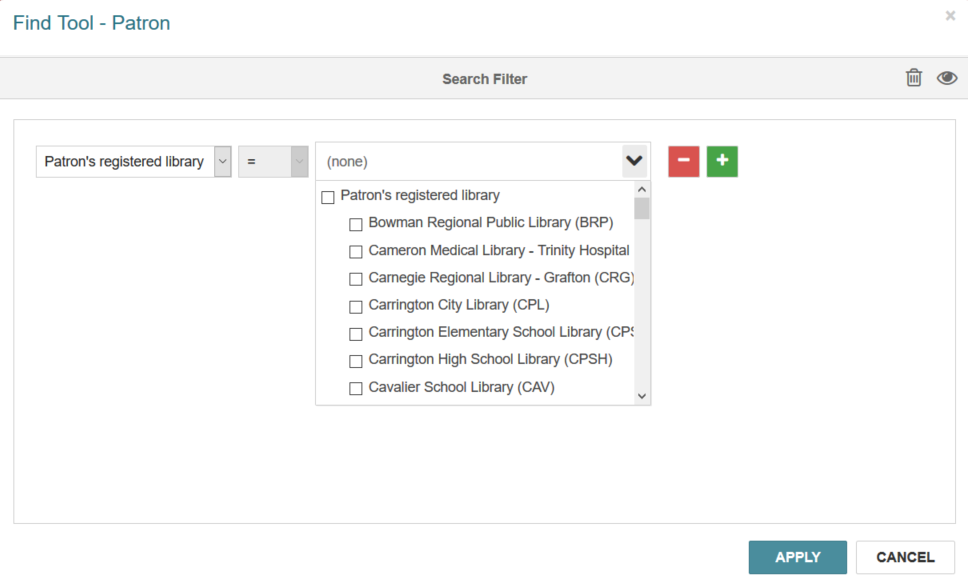 Find Tool - Patron
×
Search Filter
Patron's registered library = (none) − +
Patron's registered library
Bowman Regional Public Library (BRP)
Cameron Medical Library - Trinity Hospital
Carnegie Regional Library - Grafton (CRG)
Carrington City Library (CPL)
Carrington Elementary School Library (CPS
Carrington High School Library (CPSH)
Cavalier School Library (CAV)
APPLY CANCEL